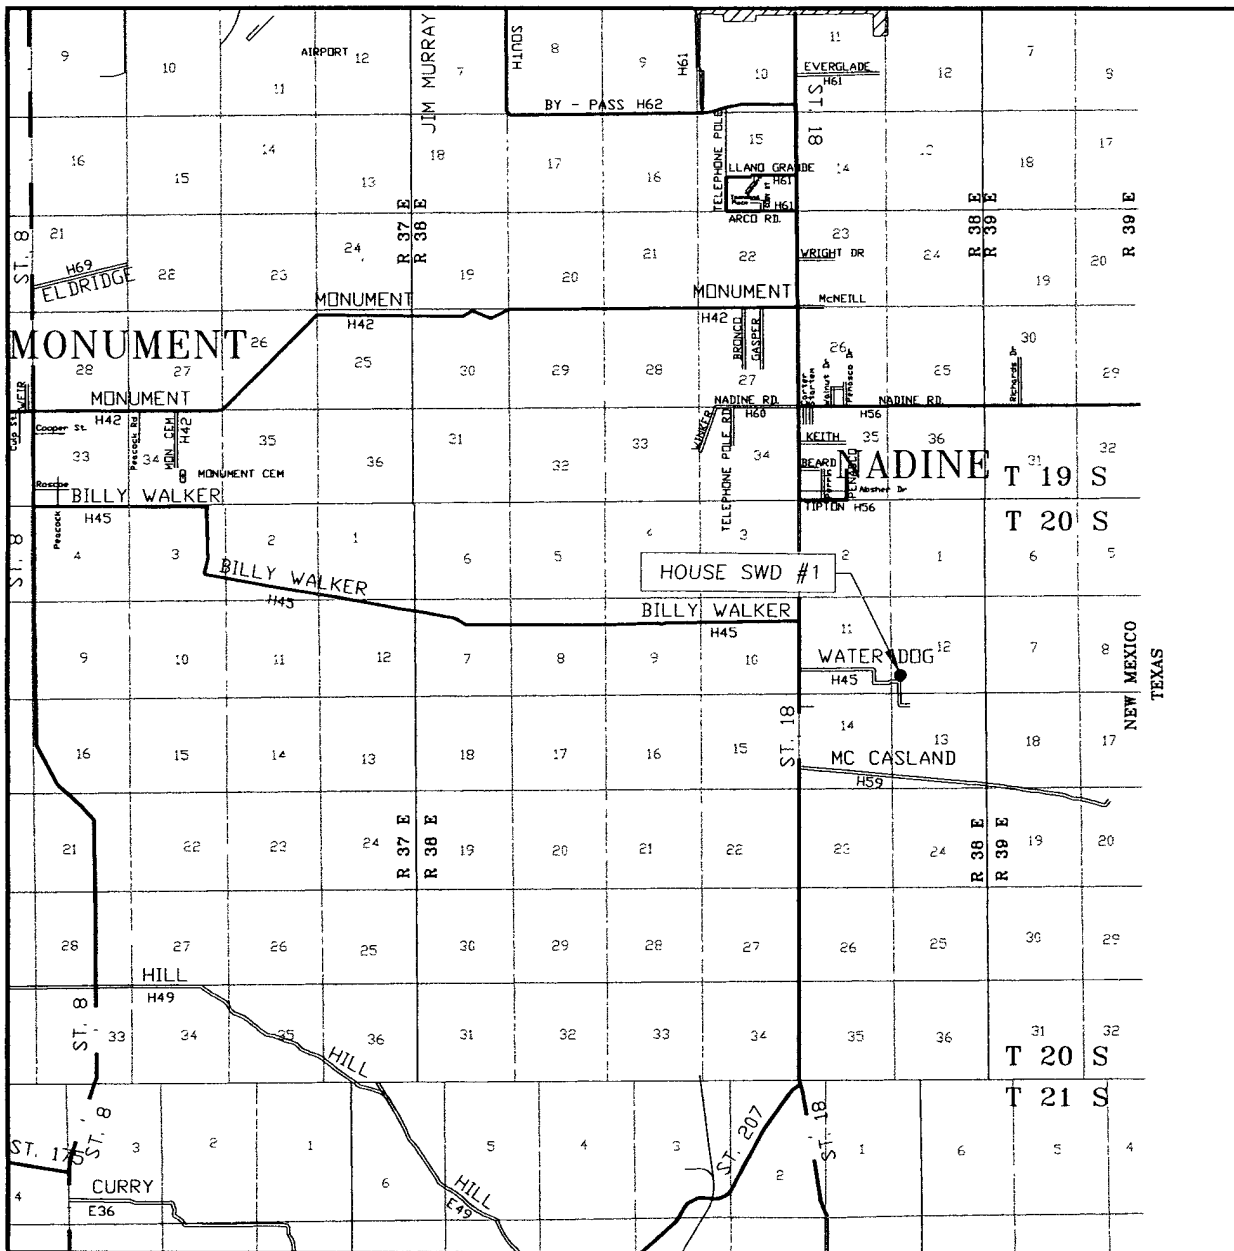 9
10
11
AIRPORT
12
JIM MURRAY
7
SOUTH
8
9
H61
10
11
EVERGLADE
H61
12
7
8
BY - PASS H62
ST. 18
16
15
14
13
18
17
16
TELEPHONE POLE
15
LLANO GRANDE
H61
H61
ARCO RD.
14
13
18
17
R 37 E
R 38 E
R 38 E
R 39 E
R 39 E
ST. 8
21
H69
ELDRIDGE
22
23
24
19
20
21
22
23
WRIGHT DR
24
19
20
MONUMENT
H42
MONUMENT
H42
McNEILL
MONUMENT
28
27
26
25
30
29
28
BRONCO
GASPER
27
26
Walnut Dr
Penasco Dr
25
Richards Dr
30
29
WEIR
MONUMENT
H42
NADINE RD.
H60
H56
NADINE RD.
Cooper St.
Peacock Rd
MON CEM
H42
33
34
35
36
31
32
33
WINKER
TELEPHONE POLE RD
34
KEITH
35
36
BEARD
NADINE
PENASCO
31
32
T 19 S
MONUMENT CEM
Roscoe
BILLY WALKER
H45
Peacock
Absher Dr
TIPTON H56
T 20 S
ST. 8
4
3
2
1
6
5
4
3
2
1
6
5
HOUSE SWD #1
BILLY WALKER
H45
BILLY WALKER
H45
9
10
11
12
7
8
9
10
11
12
7
8
WATER DOG
H45
NEW MEXICO
TEXAS
16
15
14
13
18
17
16
15
ST. 18
14
13
18
17
MC CASLAND
H59
21
22
23
24
R 37 E
R 38 E
19
20
21
22
23
24
R 38 E
R 39 E
19
20
28
27
26
25
30
29
28
27
26
25
30
29
HILL
H49
ST. 8
33
34
35
36
31
32
33
34
35
36
31
32
HILL
T 20 S
T 21 S
ST. 8
ST. 175
4
3
2
1
6
5
4
3
ST. 207
2
ST. 18
1
6
5
4
CURRY
E36
HILL
E49